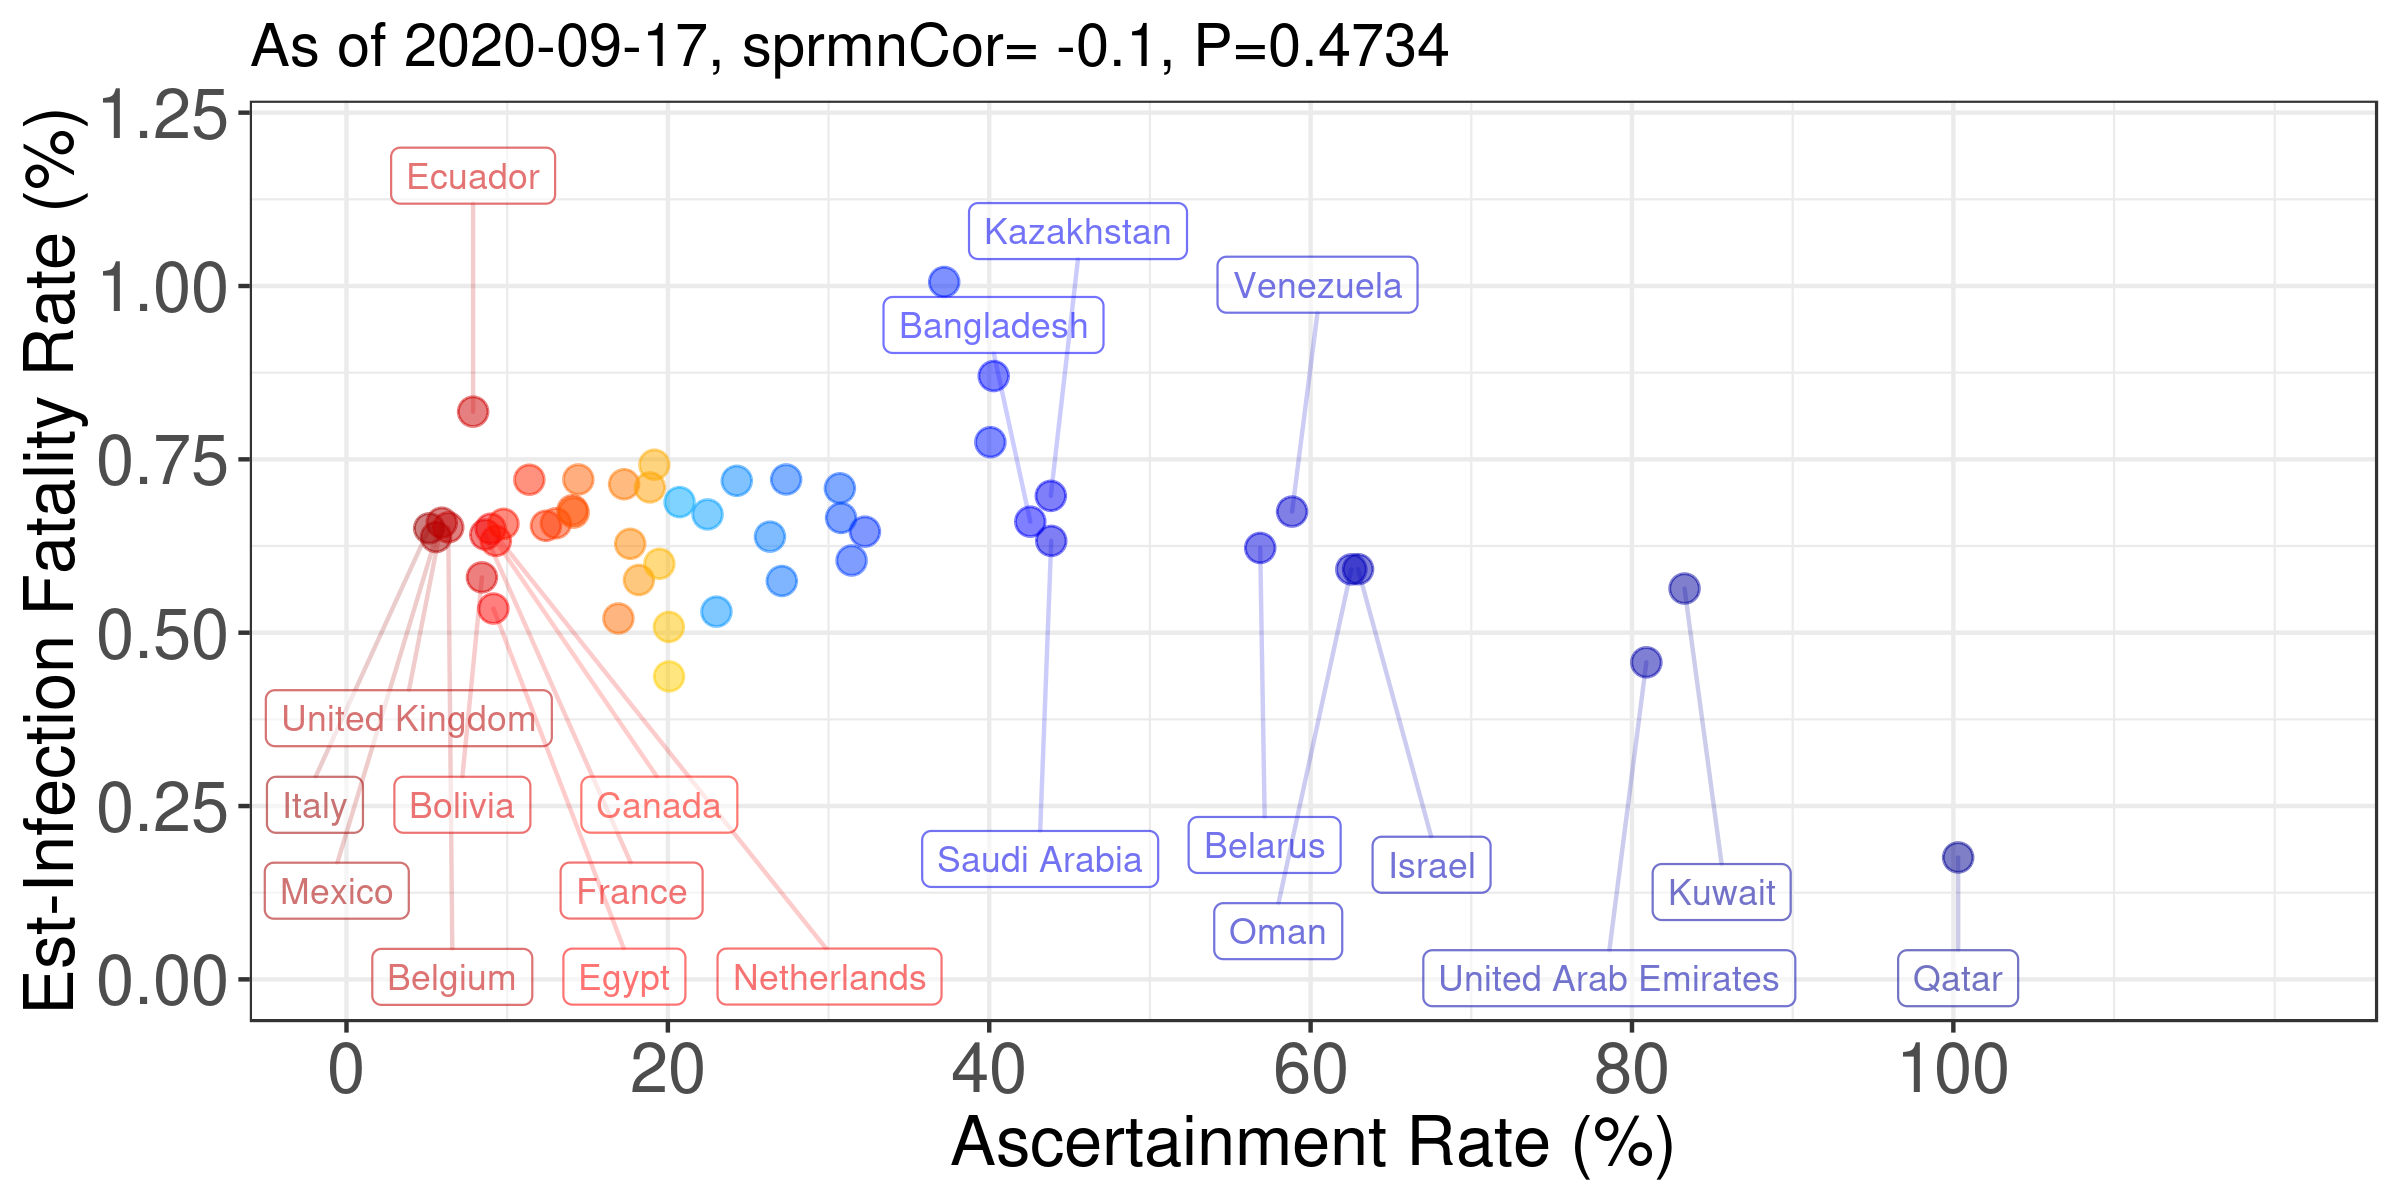 As of 2020-09-17, sprmnCor= -0.1, P=0.4734
Est-Infection Fatality Rate (%)
1.25
1.00
0.75
0.50
0.25
0.00
Ecuador
Kazakhstan
Venezuela
Bangladesh
United Kingdom
Italy
Bolivia
Canada
Saudi Arabia
Belarus
Israel
Mexico
France
Kuwait
Oman
Belgium
Egypt
Netherlands
United Arab Emirates
Qatar
0
20
40
60
80
100
Ascertainment Rate (%)